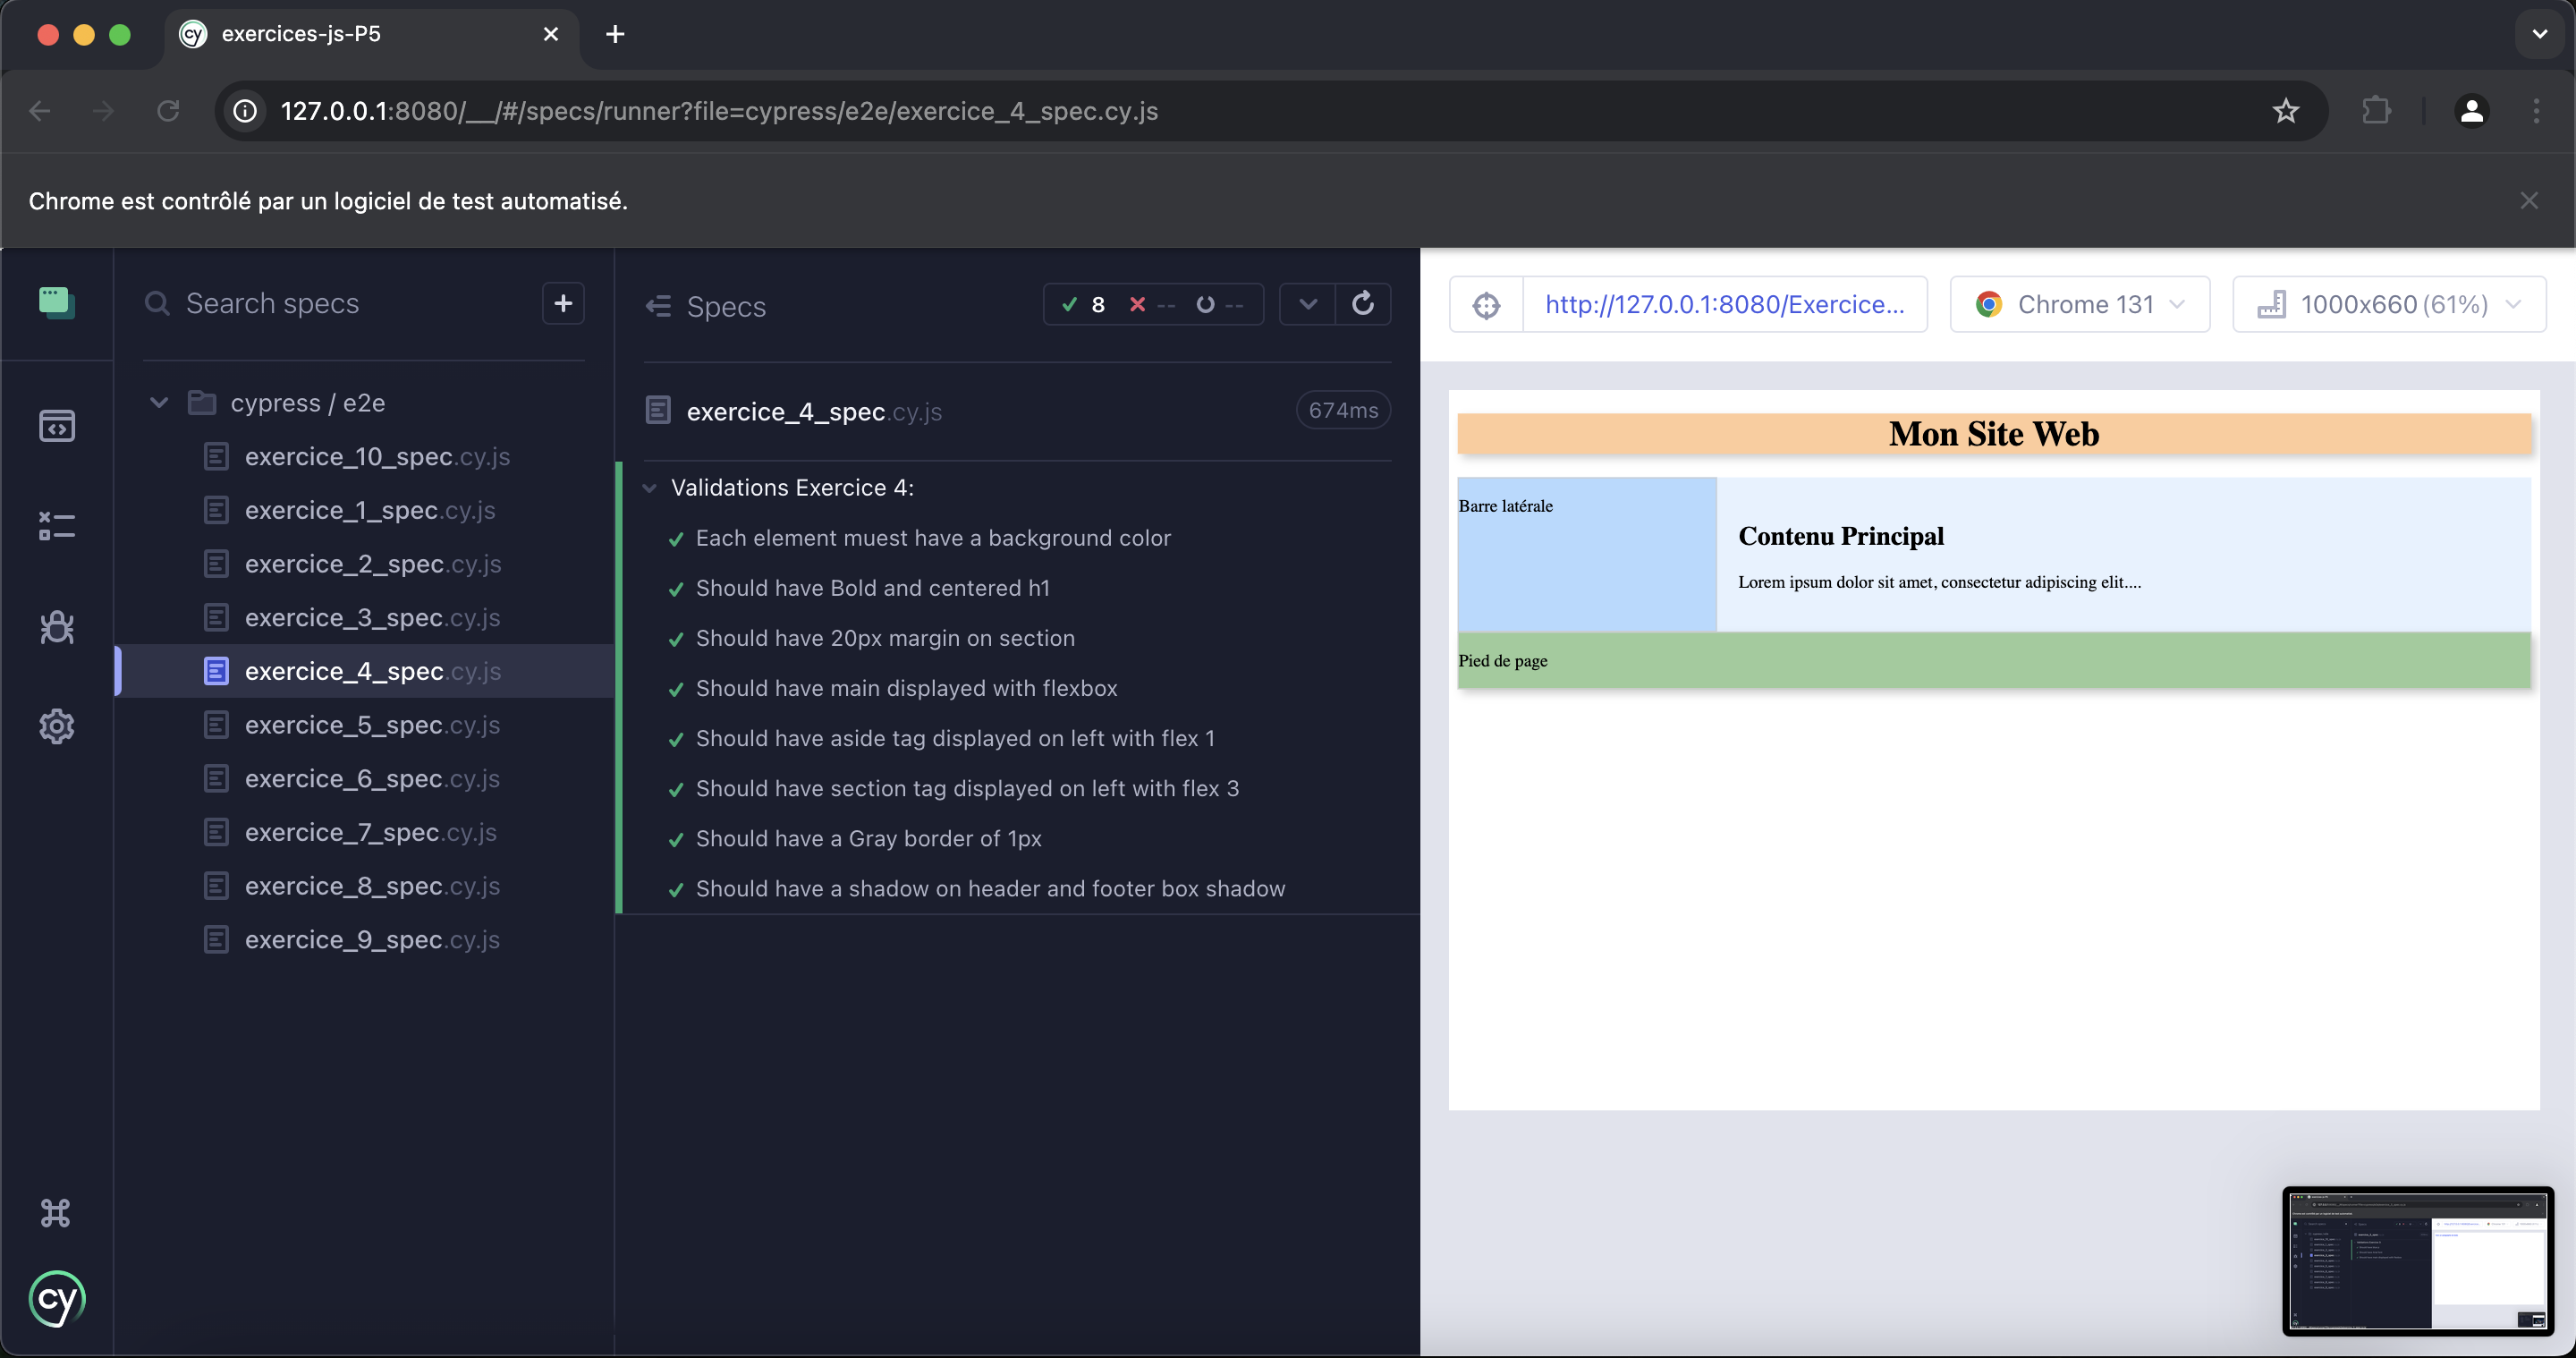 exercices-js-P5
127.0.0.1:8080/__/#/specs/runner?file=cypress/e2e/exercice_4_spec.cy.js
Chrome est contrôlé par un logiciel de test automatisé.
Search specs
cypress / e2e
exercice_10_spec.cy.js
exercice_1_spec.cy.js
exercice_2_spec.cy.js
exercice_3_spec.cy.js
exercice_4_spec.cy.js
exercice_5_spec.cy.js
exercice_6_spec.cy.js
exercice_7_spec.cy.js
exercice_8_spec.cy.js
exercice_9_spec.cy.js
cy
Specs
8 -- --
exercice_4_spec.cy.js 674ms
Validations Exercice 4:
Each element muest have a background color
Should have Bold and centered h1
Should have 20px margin on section
Should have main displayed with flexbox
Should have aside tag displayed on left with flex 1
Should have section tag displayed on left with flex 3
Should have a Gray border of 1px
Should have a shadow on header and footer box shadow
http://127.0.0.1:8080/Exercice...
Chrome 131
1000x660 (61%)
Mon Site Web
Barre latérale
Contenu Principal
Lorem ipsum dolor sit amet, consectetur adipiscing elit....
Pied de page